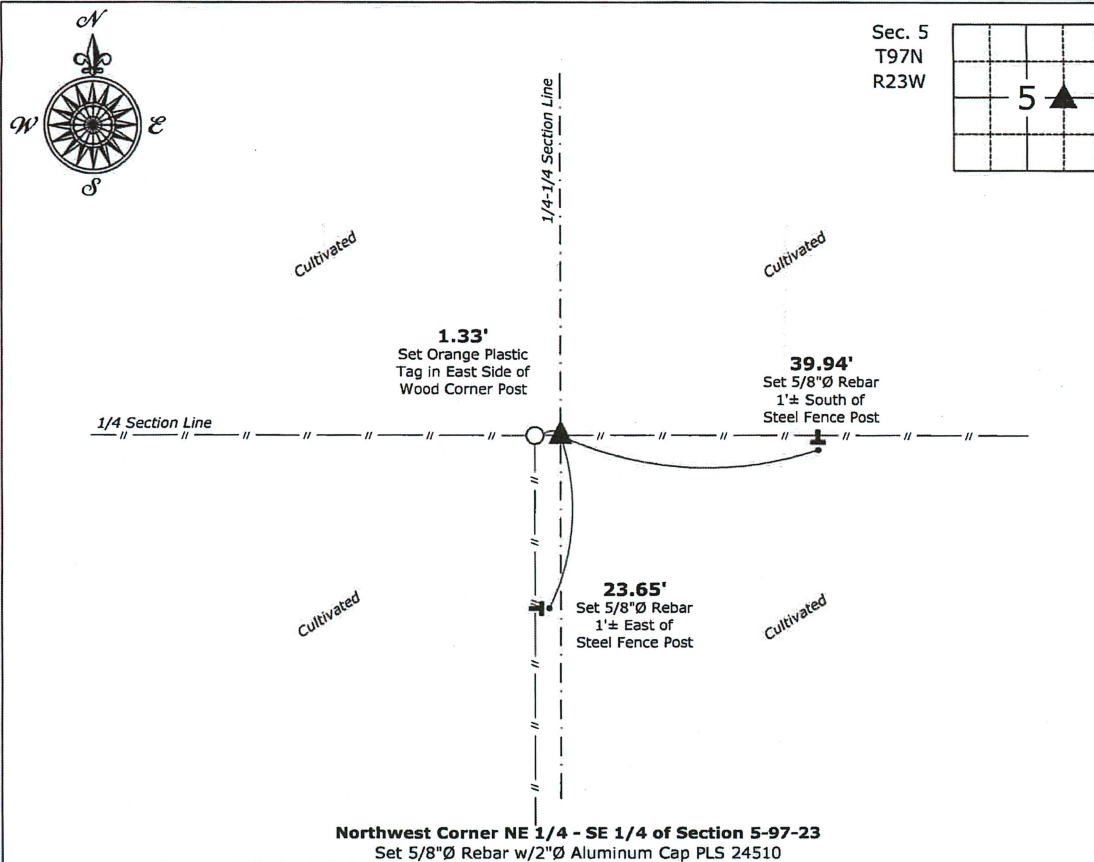 N
W
E
S
Sec. 5
T97N
R23W
5
1/4-1/4 Section Line
Cultivated
Cultivated
1.33'
Set Orange Plastic
Tag in East Side of
Wood Corner Post
39.94'
Set 5/8"Ø Rebar
1'± South of
Steel Fence Post
1/4 Section Line
23.65'
Set 5/8"Ø Rebar
1'± East of
Steel Fence Post
Cultivated
Cultivated
Northwest Corner NE 1/4 - SE 1/4 of Section 5-97-23
Set 5/8"Ø Rebar w/2"Ø Aluminum Cap PLS 24510